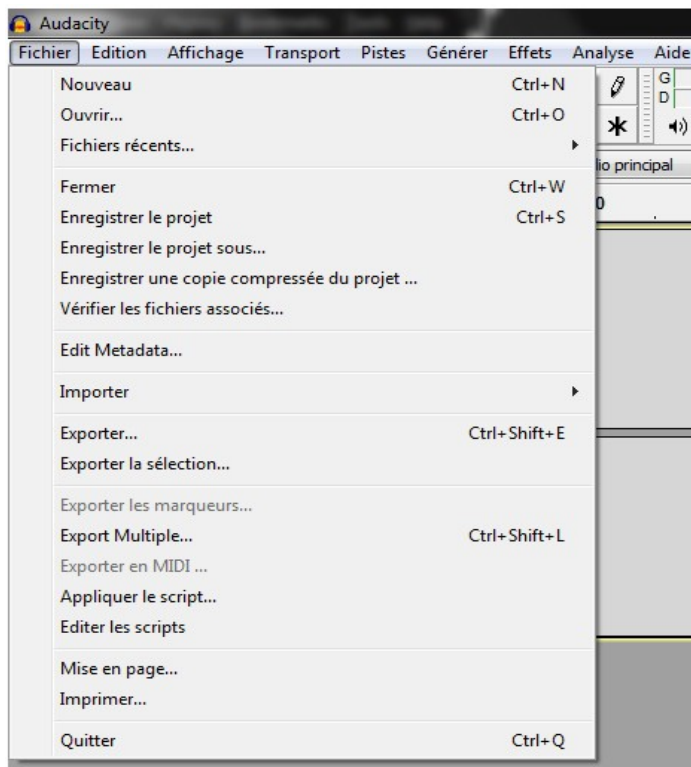 Audacity
Fichier Edition Affichage Transport Pistes Générer Effets Analyse Aide
Nouveau Ctrl+N
G
Ouvrir... Ctrl+O
D
Fichiers récents...
io principal
Fermer Ctrl+W
0
Enregistrer le projet Ctrl+S
Enregistrer le projet sous...
Enregistrer une copie compressée du projet ...
Vérifier les fichiers associés...
Edit Metadata...
Importer
Exporter... Ctrl+Shift+E
Exporter la sélection...
Exporter les marqueurs...
Export Multiple... Ctrl+Shift+L
Exporter en MIDI ...
Appliquer le script...
Editer les scripts
Mise en page...
Imprimer...
Quitter Ctrl+Q